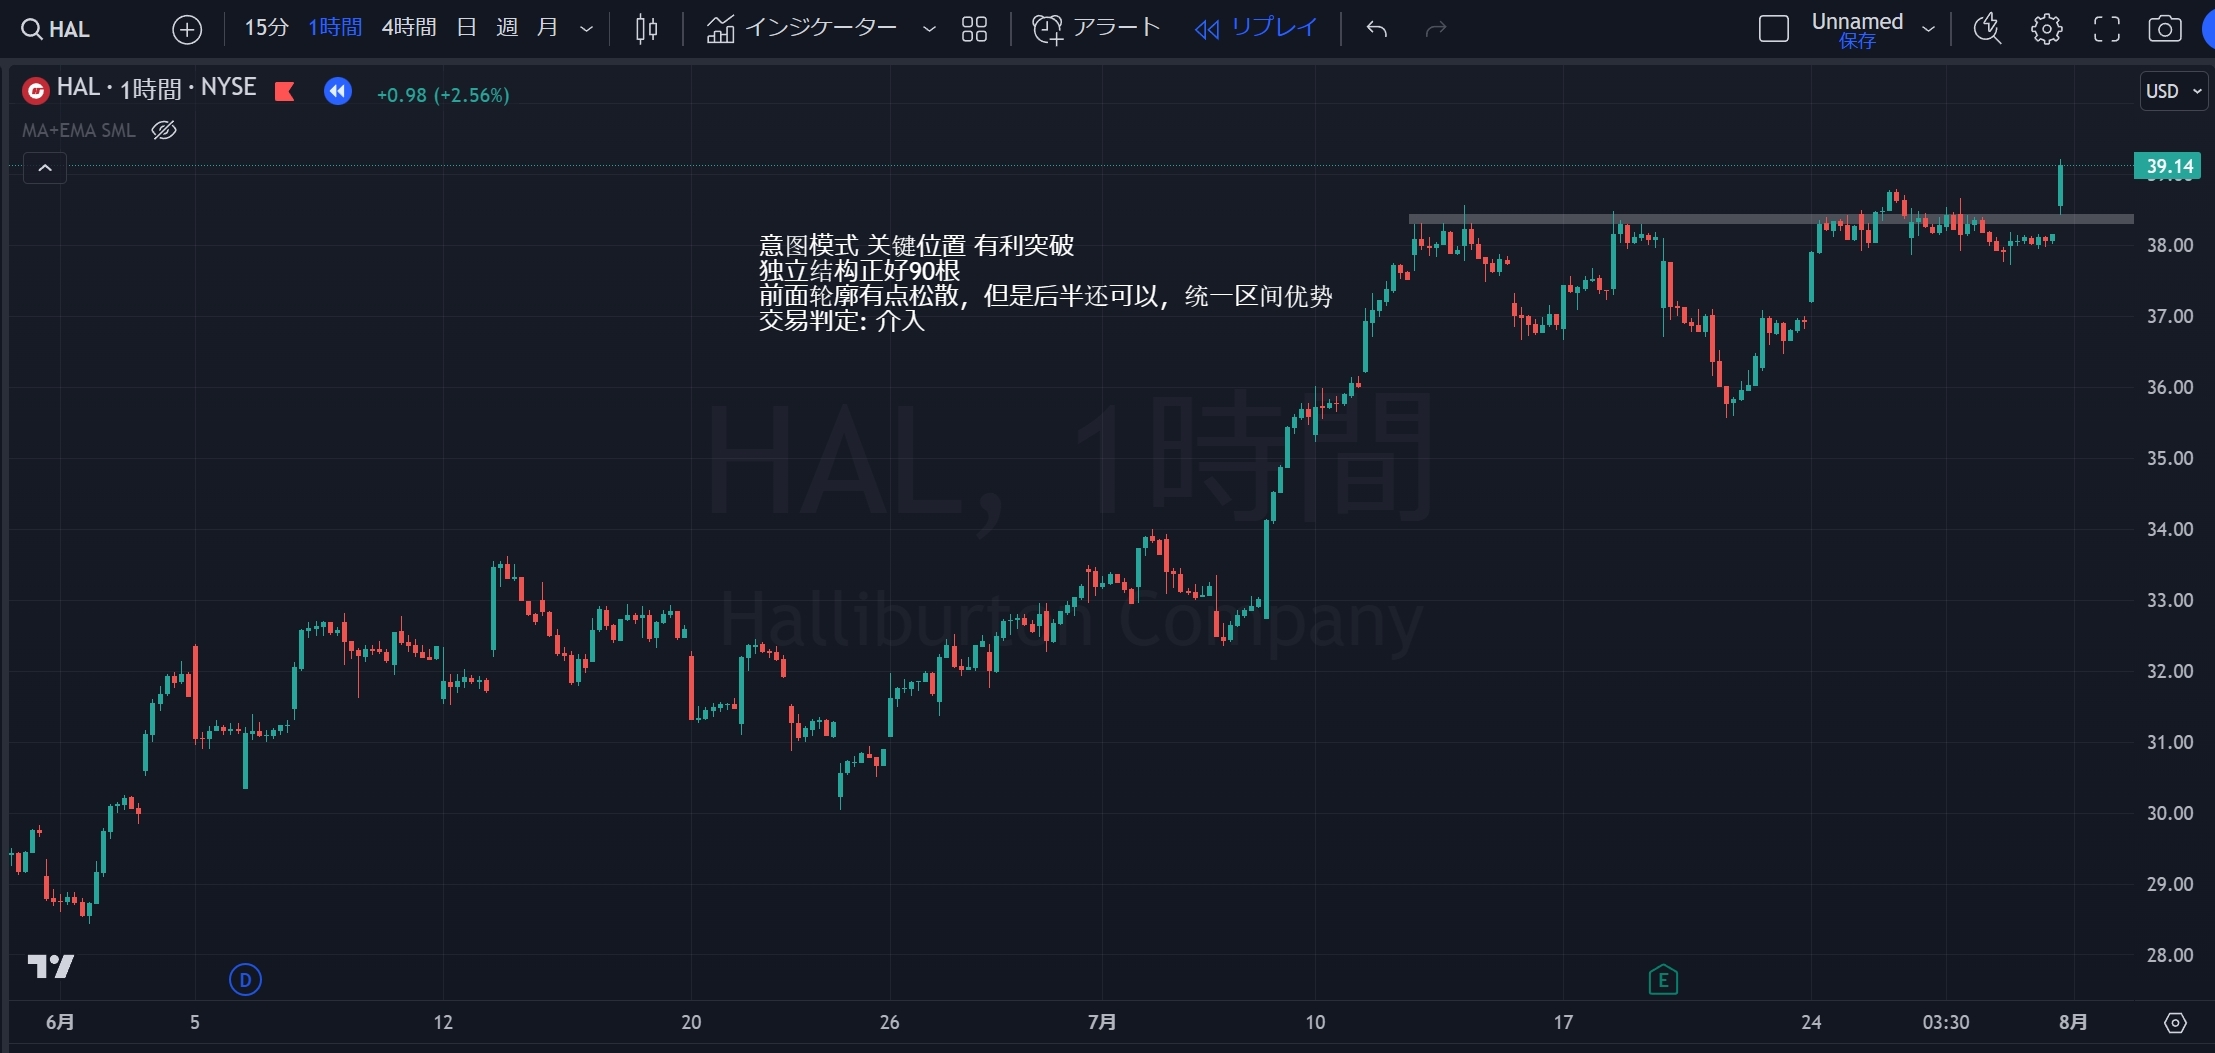 HAL
15分 1時間 4時間 日 週 月
インジケーター
アラート
リプレイ
Unnamed
保存
HAL · 1時間 · NYSE
+0.98 (+2.56%)
MA+EMA SML
USD
39.14
意图模式 关键位置 有利突破
独立结构正好90根
前面轮廓有点松散，但是后半还可以，统一区间优势
交易判定: 介入
HAL, 1時間
Halliburton Company
38.00
37.00
36.00
35.00
34.00
33.00
32.00
31.00
30.00
29.00
28.00
D
E
6月 5 12 20 26 7月 10 17 24 03:30 8月